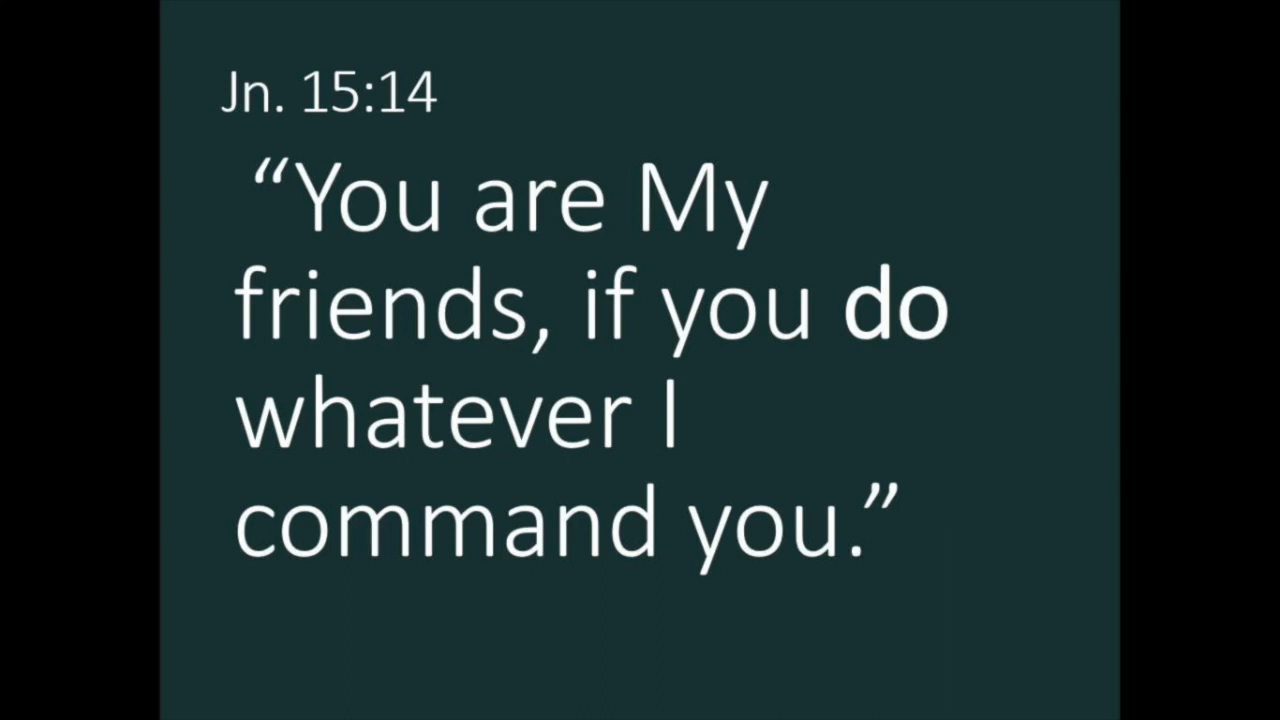 Jn. 15:14
“You are My
friends, if you do
whatever I
command you.”